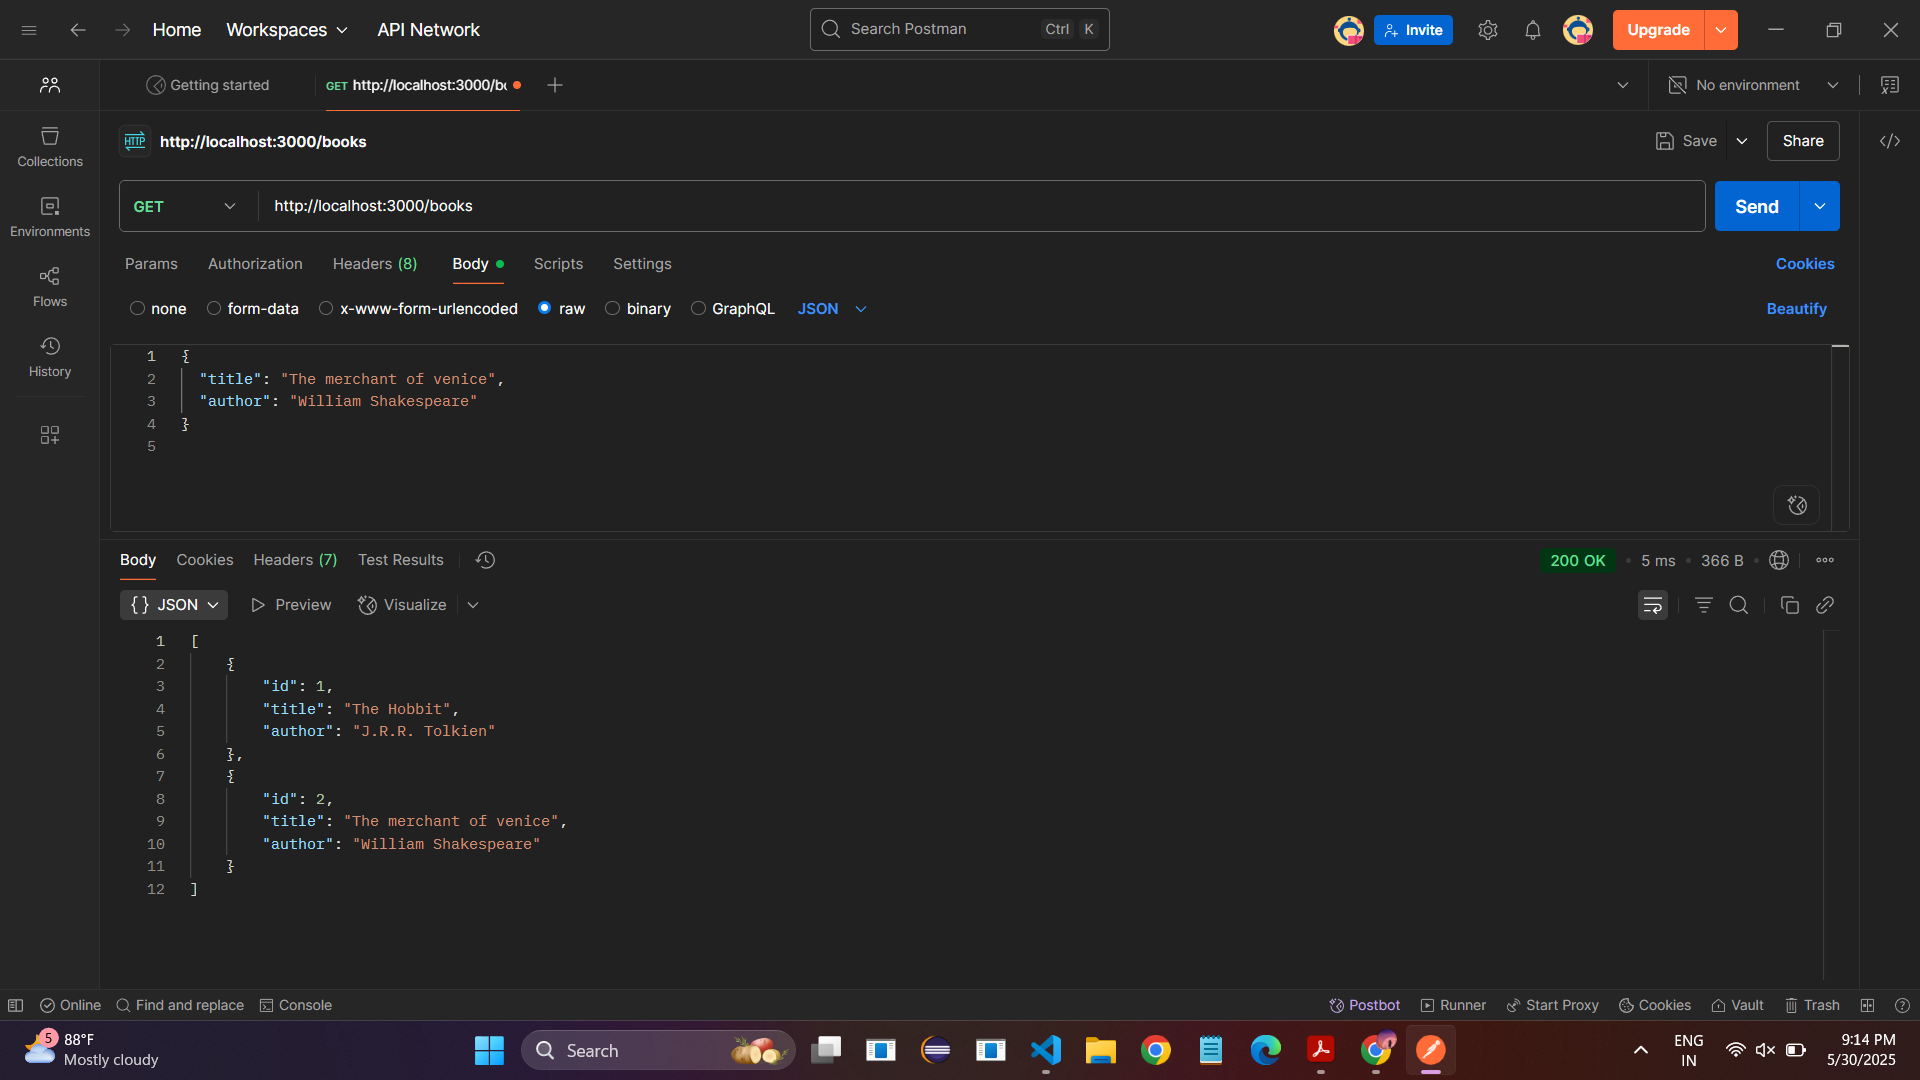 Home Workspaces API Network Search Postman Ctrl K Invite Upgrade
Getting started GET http://localhost:3000/bo No environment
HTTP http://localhost:3000/books Save Share
GET http://localhost:3000/books Send
Params Authorization Headers (8) Body Scripts Settings Cookies
none form-data x-www-form-urlencoded raw binary GraphQL JSON Beautify
Collections
Environments
Flows
History
1 {
2 "title": "The merchant of venice",
3 "author": "William Shakespeare"
4 }
5
Body Cookies Headers (7) Test Results 200 OK • 5 ms • 366 B
{} JSON Preview Visualize
1 [
2 {
3 "id": 1,
4 "title": "The Hobbit",
5 "author": "J.R.R. Tolkien"
6 },
7 {
8 "id": 2,
9 "title": "The merchant of venice",
10 "author": "William Shakespeare"
11 }
12 ]
Online Find and replace Console Postbot Runner Start Proxy Cookies Vault Trash
5 88°F
Mostly cloudy
Search
ENG
IN
9:14 PM
5/30/2025